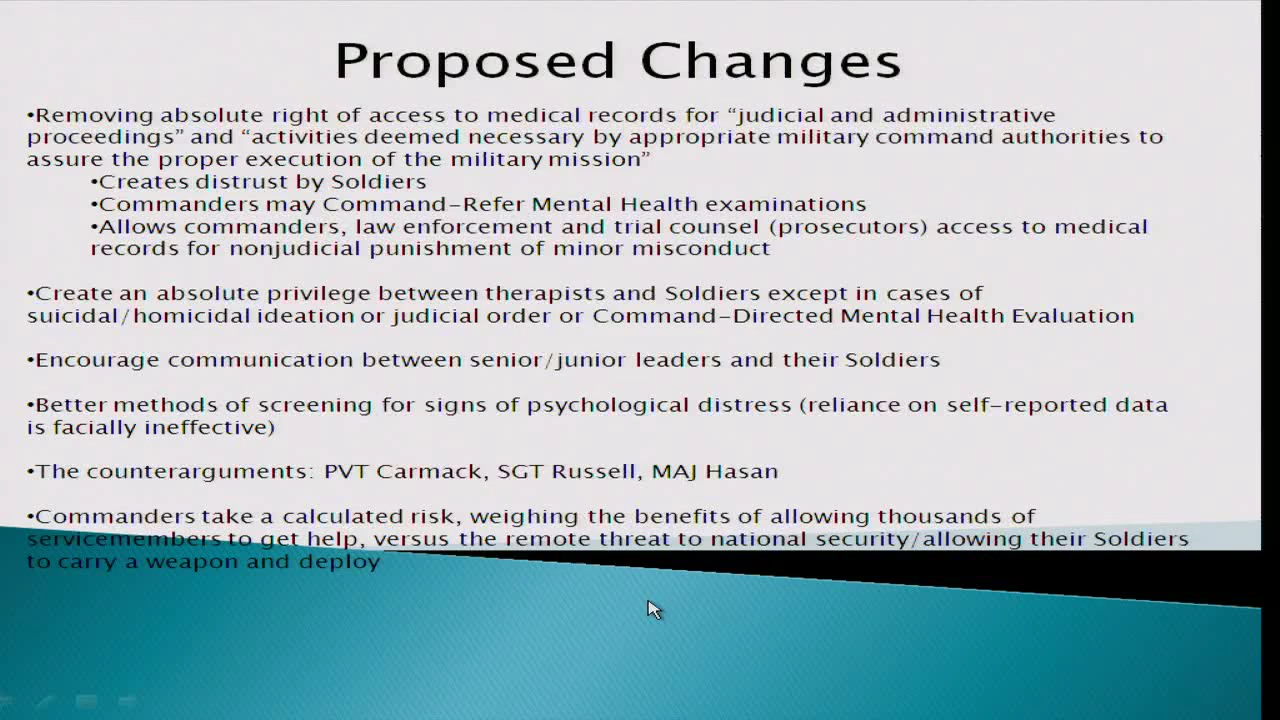 Proposed Changes
•Removing absolute right of access to medical records for “judicial and administrative
proceedings” and “activities deemed necessary by appropriate military command authorities to
assure the proper execution of the military mission”
•Creates distrust by Soldiers
•Commanders may Command-Refer Mental Health examinations
•Allows commanders, law enforcement and trial counsel (prosecutors) access to medical
records for nonjudicial punishment of minor misconduct
•Create an absolute privilege between therapists and Soldiers except in cases of
suicidal/homicidal ideation or judicial order or Command-Directed Mental Health Evaluation
•Encourage communication between senior/junior leaders and their Soldiers
•Better methods of screening for signs of psychological distress (reliance on self-reported data
is facially ineffective)
•The counterarguments: PVT Carmack, SGT Russell, MAJ Hasan
•Commanders take a calculated risk, weighing the benefits of allowing thousands of
servicemembers to get help, versus the remote threat to national security/allowing their Soldiers
to carry a weapon and deploy